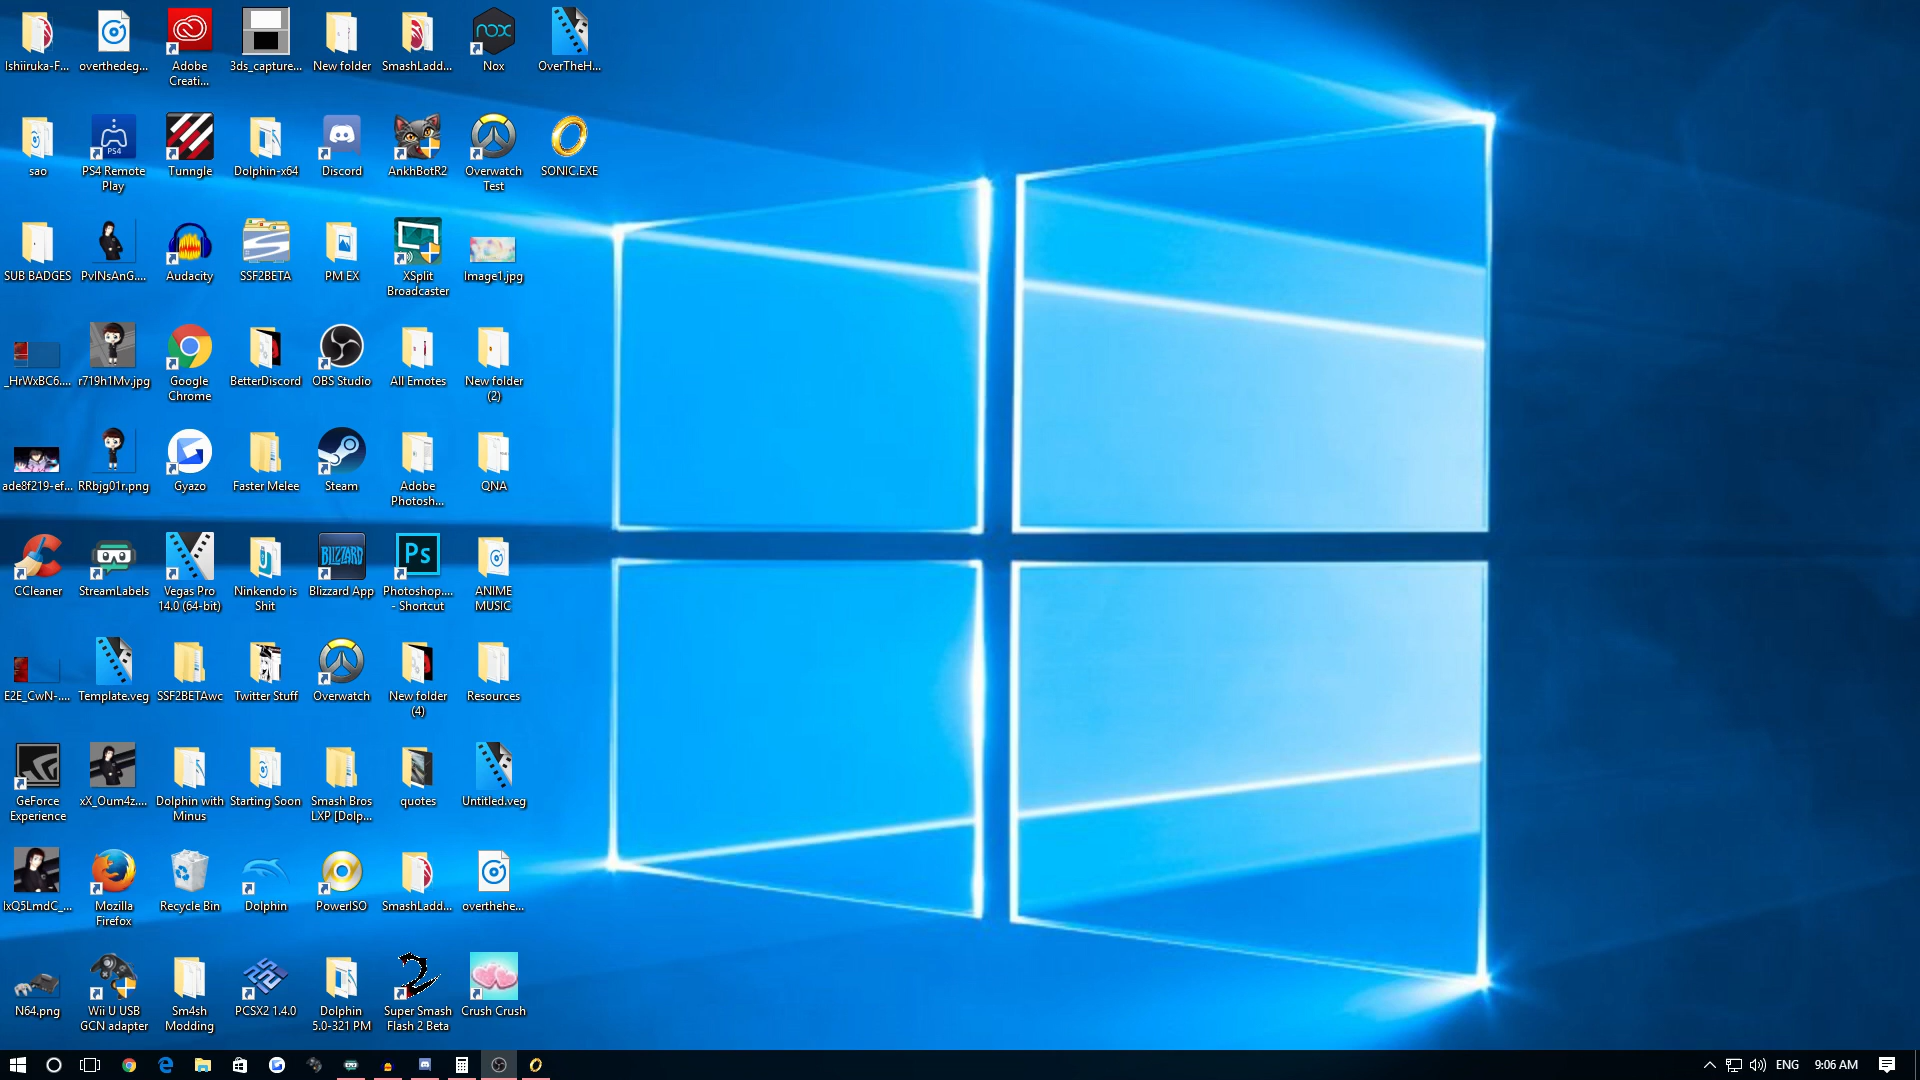 Ishiiruka-F...
overthedeg...
Adobe
Creati...
3ds_capture...
New folder
SmashLadd...
nox
Nox
OverTheH...
sao
PS4
PS4 Remote
Play
Tunngle
Dolphin-x64
Discord
AnkhBotR2
Overwatch
Test
SONIC.EXE
SUB BADGES
PvINsAnG....
Audacity
SSF2BETA
PM EX
XSplit
Broadcaster
Image1.jpg
_HrWxBC6....
r719h1Mv.jpg
Google
Chrome
BetterDiscord
OBS Studio
All Emotes
New folder
(2)
ade8f219-ef...
RRbjg01r.png
Gyazo
Faster Melee
Steam
Adobe
Photosh...
QNA
CCleaner
StreamLabels
Vegas Pro
14.0 (64-bit)
Ninkendo is
Shit
BLIZZARD
Blizzard App
Ps
Photoshop....
- Shortcut
ANIME
MUSIC
E2E_CwN-....
Template.veg
SSF2BETAwc
Twitter Stuff
Overwatch
New folder
(4)
Resources
GeForce
Experience
xX_Oum4z....
Dolphin with
Minus
Starting Soon
Smash Bros
LXP [Dolp...
quotes
Untitled.veg
IxQ5LmdC_...
Mozilla
Firefox
Recycle Bin
Dolphin
PowerISO
SmashLadd...
overthehe...
N64.png
Wii U USB
GCN adapter
Sm4sh
Modding
PCSX2 1.4.0
Dolphin
5.0-321 PM
2
Super Smash
Flash 2 Beta
Crush Crush
ENG
9:06 AM